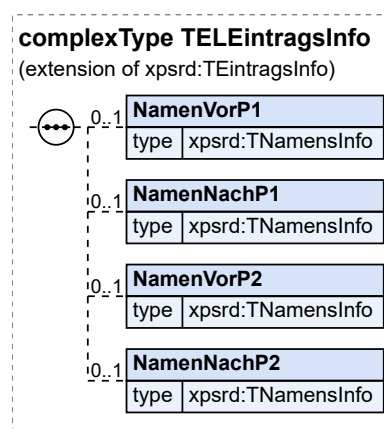 complexType TELEintragsInfo
(extension of xpsrd:TEintragsInfo)
0..1 NamenVorP1
type xpsrd:TNamensInfo
0..1 NamenNachP1
type xpsrd:TNamensInfo
0..1 NamenVorP2
type xpsrd:TNamensInfo
0..1 NamenNachP2
type xpsrd:TNamensInfo